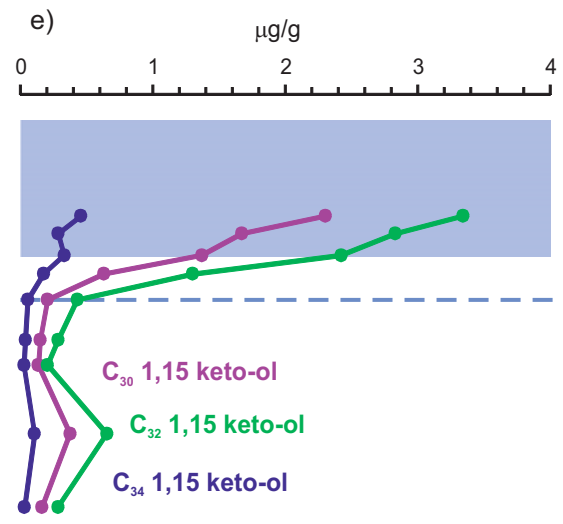 e)
μg/g
0 1 2 3 4
C₃₀ 1,15 keto-ol
C₃₂ 1,15 keto-ol
C₃₄ 1,15 keto-ol